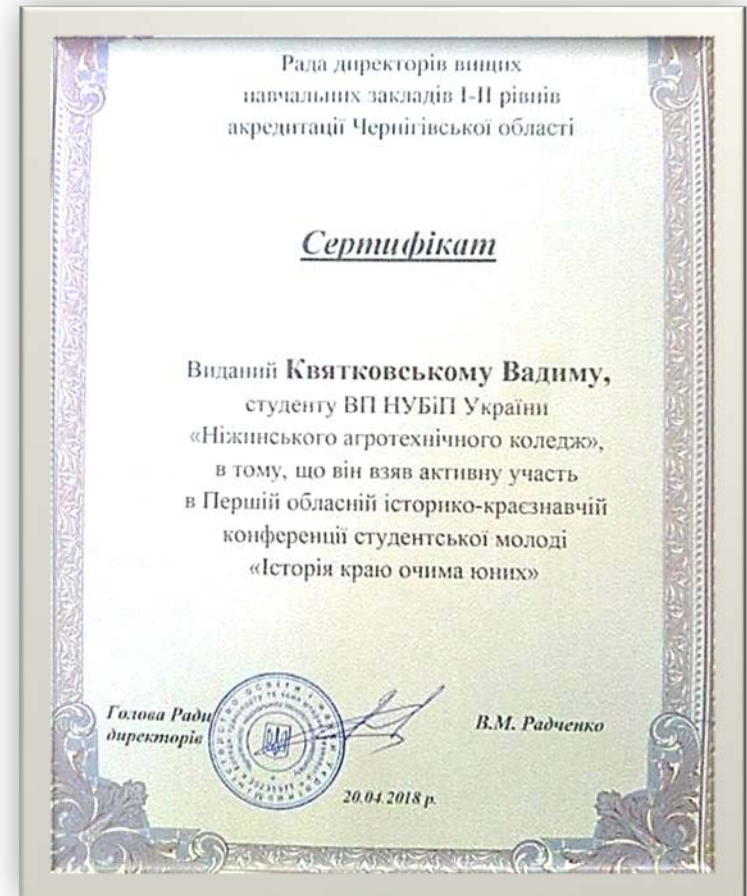 Рада директорів вищих
навчальних закладів І-ІІ рівнів
акредитації Чернігівської області
Сертифікат
Виданий Квятковському Вадиму,
студенту ВП НУБіП України
«Ніжинського агротехнічного коледж»,
в тому, що він взяв активну участь
в Першій обласній історико-краєзнавчій
конференції студентської молоді
«Історія краю очима юних»
Голова Ради
директорів
В.М. Радченко
20.04.2018 р.